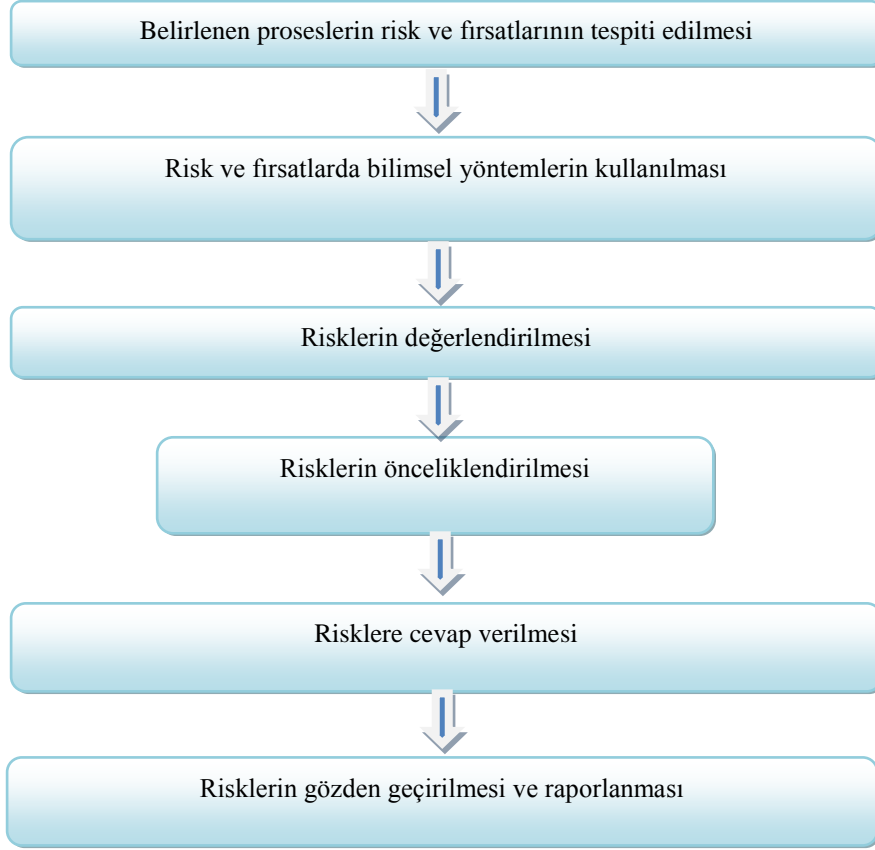 Belirlenen proseslerin risk ve fırsatlarının tespiti edilmesi
Risk ve fırsatlarda bilimsel yöntemlerin kullanılması
Risklerin değerlendirilmesi
Risklerin önceliklendirilmesi
Risklere cevap verilmesi
Risklerin gözden geçirilmesi ve raporlanması